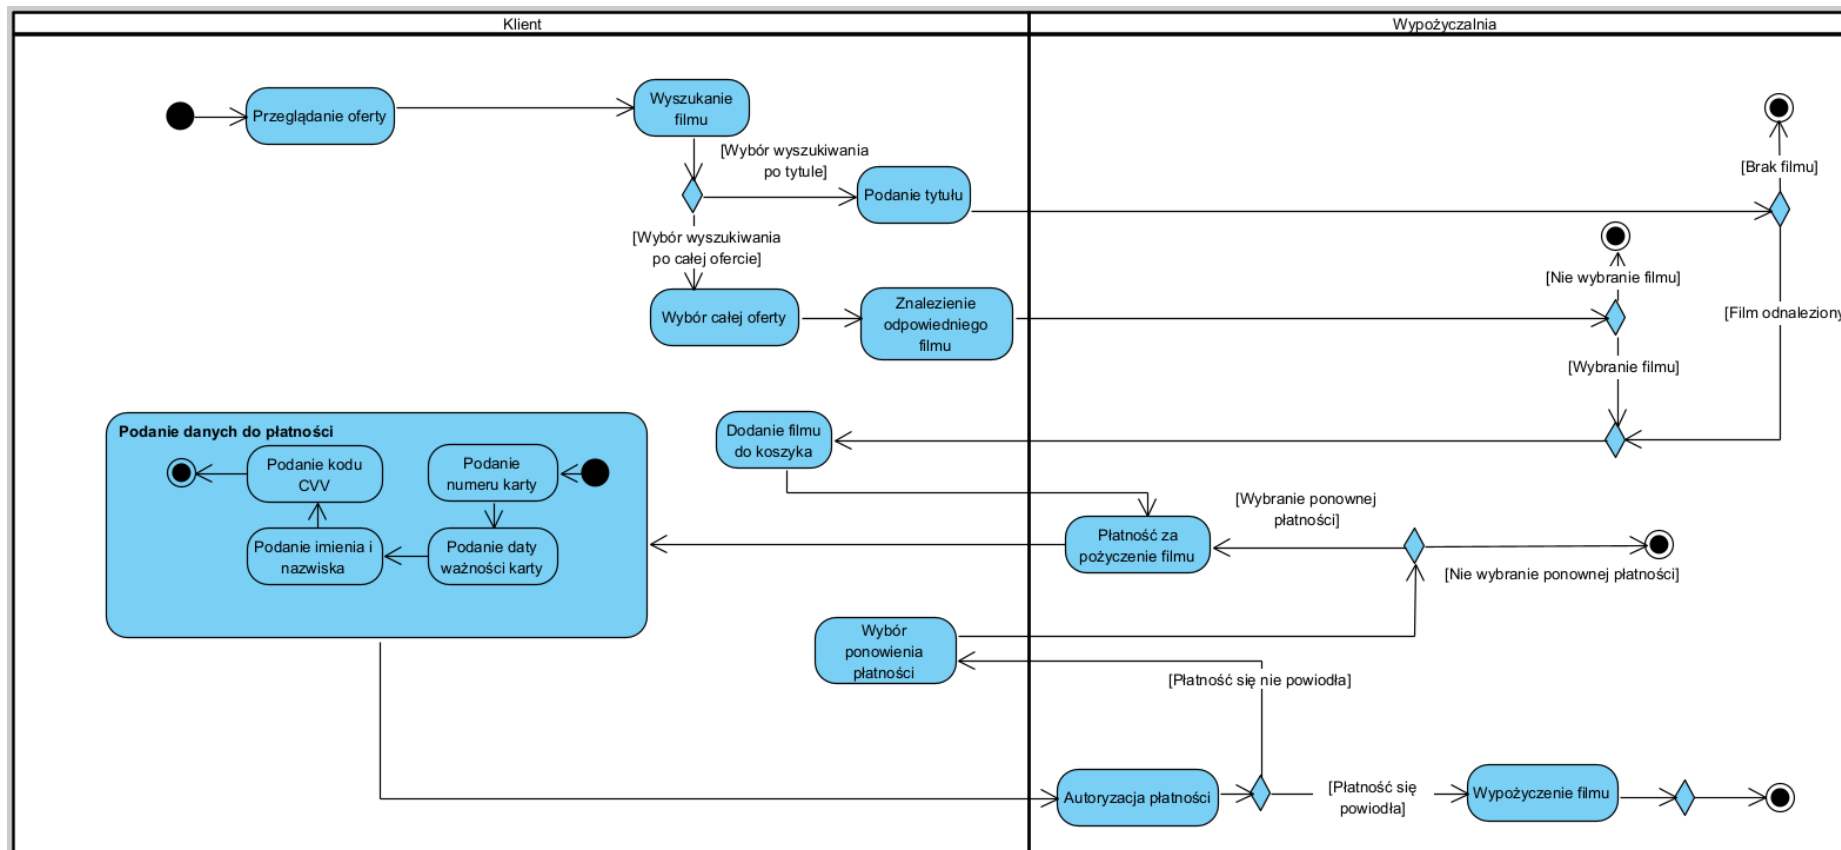 Klient
Wypożyczalnia
Przeglądanie oferty
Wyszukanie
filmu
[Wybór wyszukiwania
po tytule]
Podanie tytułu
[Brak filmu]
[Wybór wyszukiwania
po całej ofercie]
[Nie wybranie filmu]
Wybór całej oferty
Znalezienie
odpowiedniego
filmu
[Film odnaleziony
[Wybranie filmu]
Podanie danych do płatności
Podanie kodu
CVV
Podanie
numeru karty
Podanie imienia i
nazwiska
Podanie daty
ważności karty
Dodanie filmu
do koszyka
[Wybranie ponownej
płatności]
Płatność za
pożyczenie filmu
[Nie wybranie ponownej płatności]
Wybór
ponowienia
płatności
[Płatność się nie powiodła]
Autoryzacja płatności
[Płatność się
powiodła]
Wypożyczenie filmu